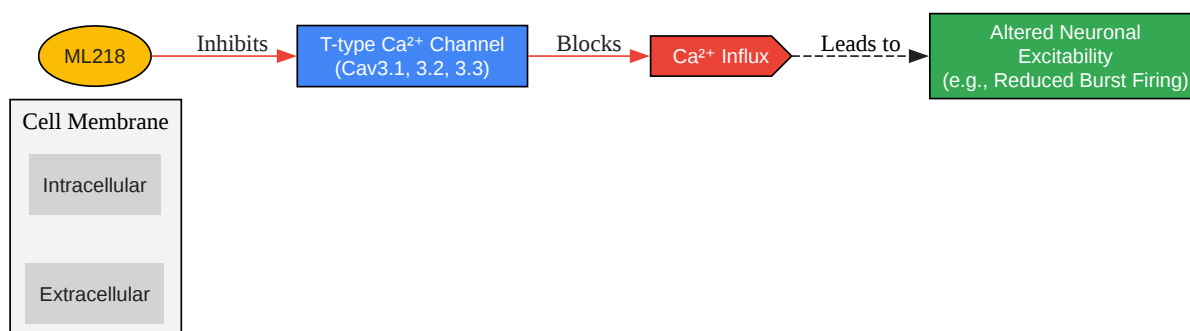 ML218
Inhibits
T-type Ca²⁺ Channel
(Cav3.1, 3.2, 3.3)
Blocks
Ca²⁺ Influx
Leads to
Altered Neuronal
Excitability
(e.g., Reduced Burst Firing)
Cell Membrane
Intracellular
Extracellular